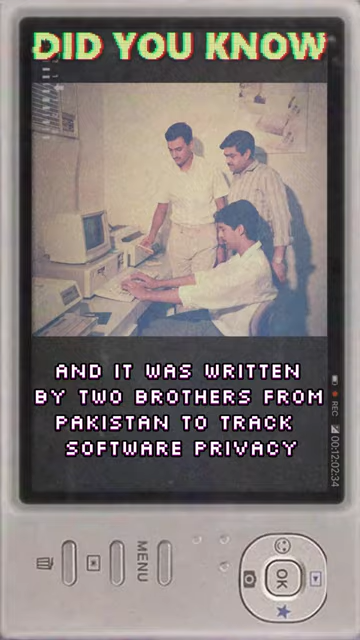 DID YOU KNOW
AND IT WAS WRITTEN
BY TWO BROTHERS FROM
PAKISTAN TO TRACK
SOFTWARE PRIVACY
REC
00:12:02:34
MENU
OK